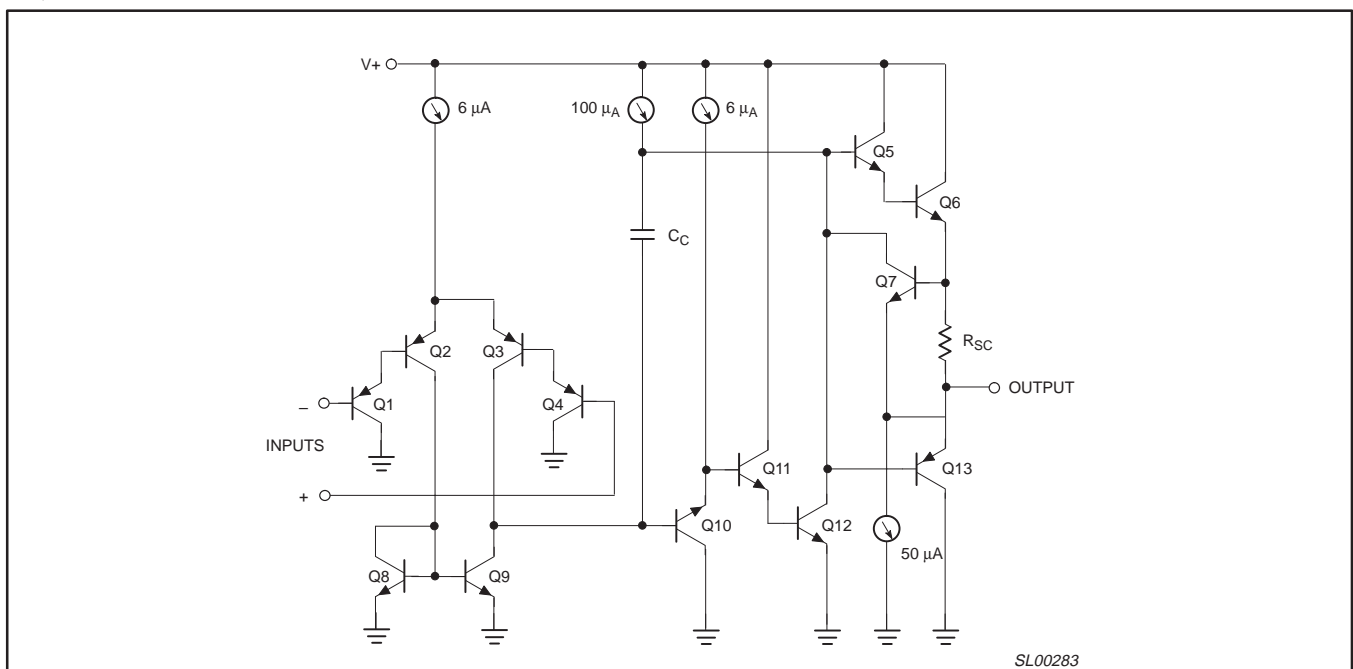 V+
6 μA
100 μA
6 μA
Q5
Q6
CC
Q7
Q2
Q3
RSC
Q1
Q4
OUTPUT
–
INPUTS
Q11
Q13
+
Q10
Q12
50 μA
Q8
Q9
SL00283